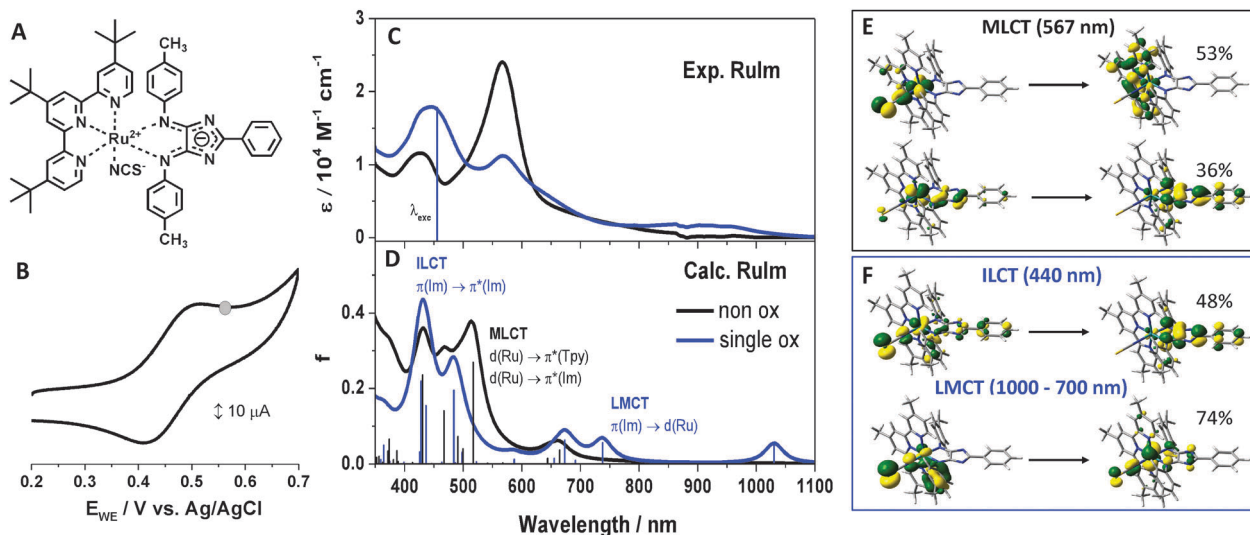 A
CH₃
N
N
N
N
N
N
N
Ru²⁺
⊖
NCS⁻
CH₃
B
↕ 10 µA
0.2 0.3 0.4 0.5 0.6 0.7
E_WE / V vs. Ag/AgCl
C
Exp. RuIm
λ_exc
ε / 10⁴ M⁻¹ cm⁻¹
3
2
1
0
D
Calc. RuIm
ILCT
π(Im) → π*(Im)
MLCT
d(Ru) → π*(Tpy)
d(Ru) → π*(Im)
non ox
single ox
LMCT
π(Im) → d(Ru)
f
0.6
0.4
0.2
0.0
400 500 600 700 800 900 1000 1100
Wavelength / nm
E
MLCT (567 nm)
53%
36%
F
ILCT (440 nm)
48%
LMCT (1000 - 700 nm)
74%